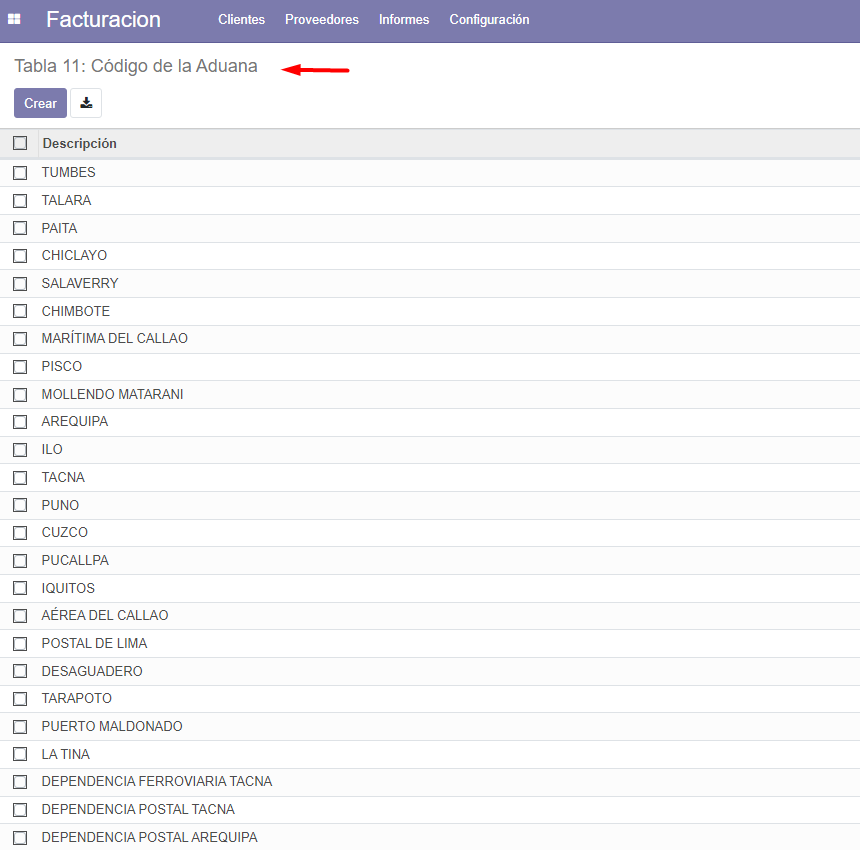 Facturacion Clientes Proveedores Informes Configuración
Tabla 11: Código de la Aduana
Crear
Descripción
TUMBES
TALARA
PAITA
CHICLAYO
SALAVERRY
CHIMBOTE
MARÍTIMA DEL CALLAO
PISCO
MOLLENDO MATARANI
AREQUIPA
ILO
TACNA
PUNO
CUZCO
PUCALLPA
IQUITOS
AÉREA DEL CALLAO
POSTAL DE LIMA
DESAGUADERO
TARAPOTO
PUERTO MALDONADO
LA TINA
DEPENDENCIA FERROVIARIA TACNA
DEPENDENCIA POSTAL TACNA
DEPENDENCIA POSTAL AREQUIPA